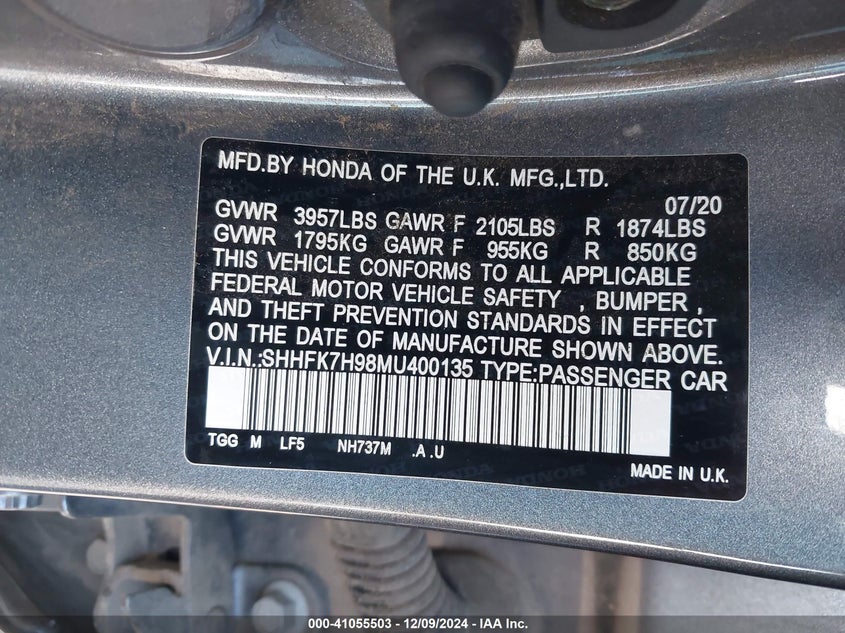 MFD.BY HONDA OF THE U.K. MFG.,LTD.
07/20
GVWR 3957LBS GAWR F 2105LBS R 1874LBS
GVWR 1795KG GAWR F 955KG R 850KG
THIS VEHICLE CONFORMS TO ALL APPLICABLE
FEDERAL MOTOR VEHICLE SAFETY , BUMPER ,
AND THEFT PREVENTION STANDARDS IN EFFECT
ON THE DATE OF MANUFACTURE SHOWN ABOVE.
V.I.N.:SHHFK7H98MU400135 TYPE:PASSENGER CAR
TGG M LF5 NH737M .A .U
MADE IN U.K.
000-41055503 - 12/09/2024 - IAA Inc.